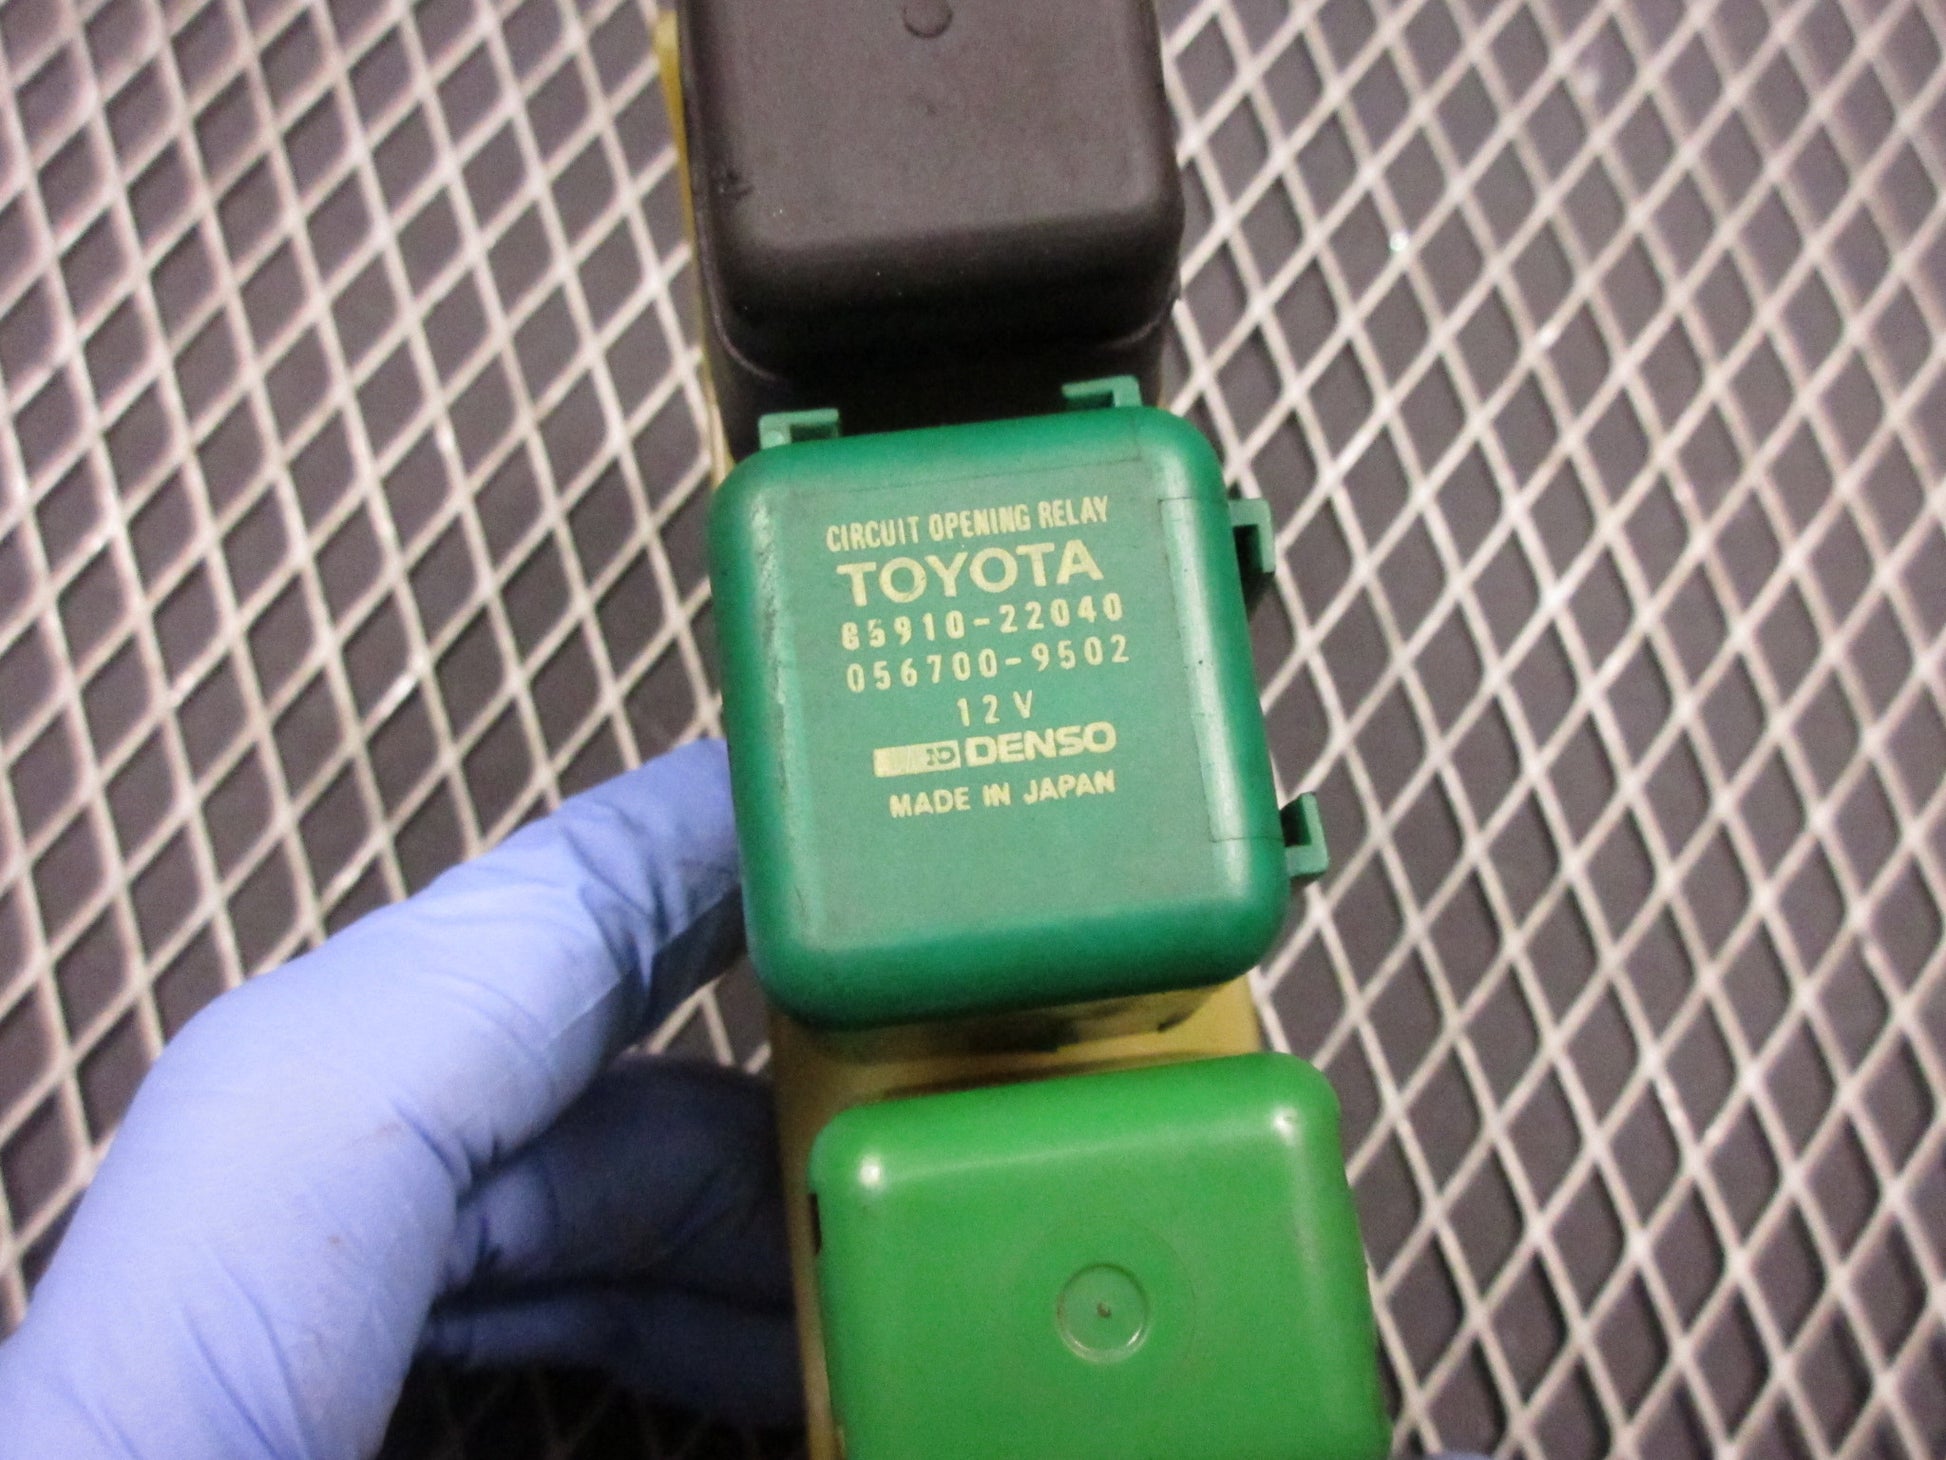 CIRCUIT OPENING RELAY
TOYOTA
85910-22040
056700-9502
12V
DENSO
MADE IN JAPAN